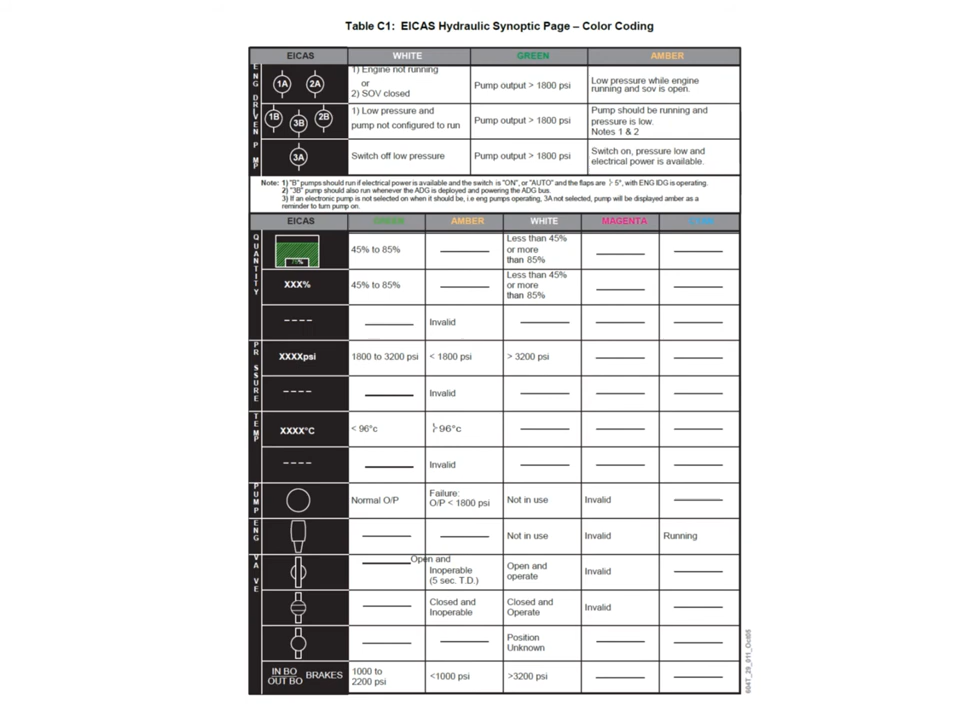 Table C1: EICAS Hydraulic Synoptic Page – Color Coding
EICAS WHITE GREEN AMBER
ENG DRIVEN P MP
1A 2A
1) Engine not running
or
2) SOV closed
Pump output > 1800 psi
Low pressure while engine
running and sov is open.
1B 3B 2B
1) Low pressure and
pump not configured to run
Pump output > 1800 psi
Pump should be running and
pressure is low.
Notes 1 & 2
3A
Switch off low pressure
Pump output > 1800 psi
Switch on, pressure low and
electrical power is available.
Note: 1) "B" pumps should run if electrical power is available and the switch is "ON", or "AUTO" and the flaps are 5°, with ENG IDG is operating.
2) "3B" pump should also run whenever the ADG is deployed and powering the ADG bus.
3) If an electronic pump is not selected on when it should be, i.e eng pumps operating, 3A not selected, pump will be displayed amber as a
reminder to turn pump on.
EICAS GREEN AMBER WHITE MAGENTA
QUANTITY
45% to 85%
Less than 45%
or more
than 85%
XXX%
45% to 85%
Less than 45%
or more
than 85%
----
Invalid
PR SSURE
XXXXpsi
1800 to 3200 psi
< 1800 psi
> 3200 psi
----
Invalid
TEMP
XXXX°C
< 96°c
96°c
----
Invalid
PUMP
Normal O/P
Failure:
O/P < 1800 psi
Not in use
Invalid
ENG
Not in use
Invalid
Running
VA VE
Open and
Inoperable
(5 sec. T.D.)
Open and
operate
Invalid
Closed and
Inoperable
Closed and
Operate
Invalid
Position
Unknown
IN BO
OUT BO
BRAKES
1000 to
2200 psi
<1000 psi
>3200 psi
604T_29_011_Oct05